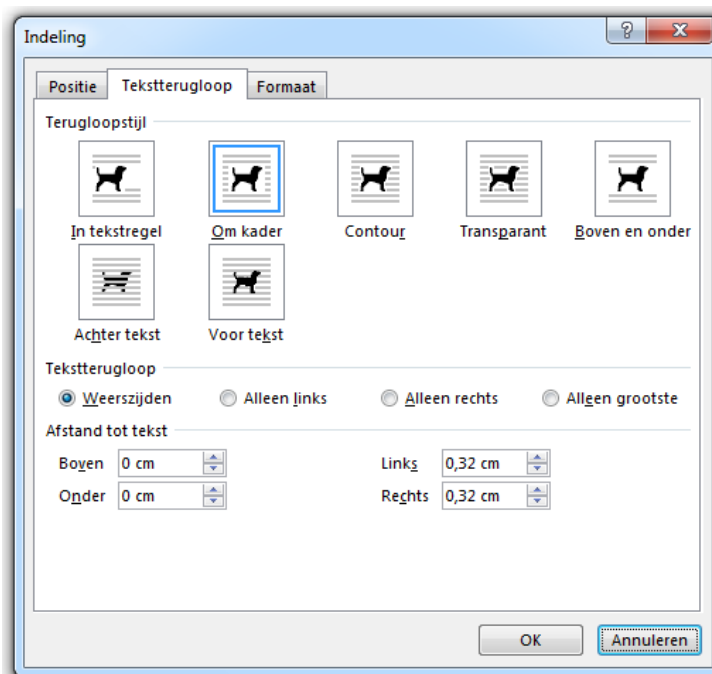 Indeling
Positie Tekstterugloop Formaat
Terugloopstijl
In tekstregel Om kader Contour Transparant Boven en onder
Achter tekst Voor tekst
Tekstterugloop
Weerszijden Alleen links Alleen rechts Alleen grootste
Afstand tot tekst
Boven 0 cm Links 0,32 cm
Onder 0 cm Rechts 0,32 cm
OK Annuleren